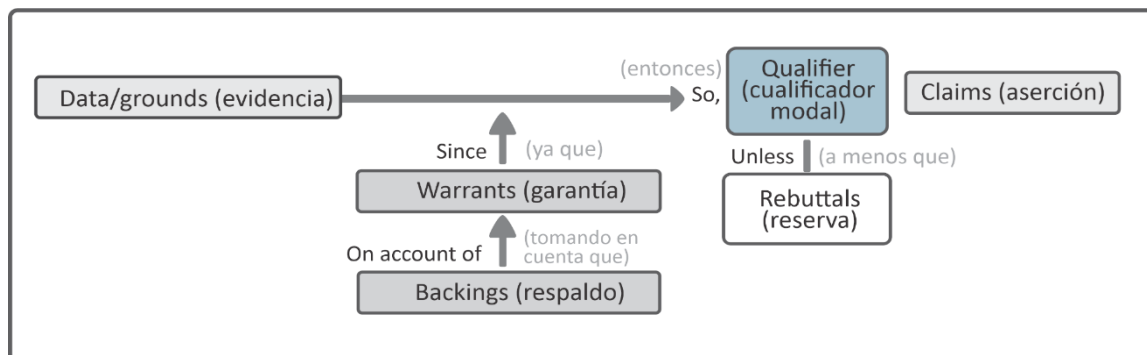 (entonces)
Qualifier
(cualificador
modal)
Data/grounds (evidencia)
So,
Claims (aserción)
Since
(ya que)
Unless
(a menos que)
Warrants (garantía)
Rebuttals
(reserva)
On account of
(tomando en
cuenta que)
Backings (respaldo)